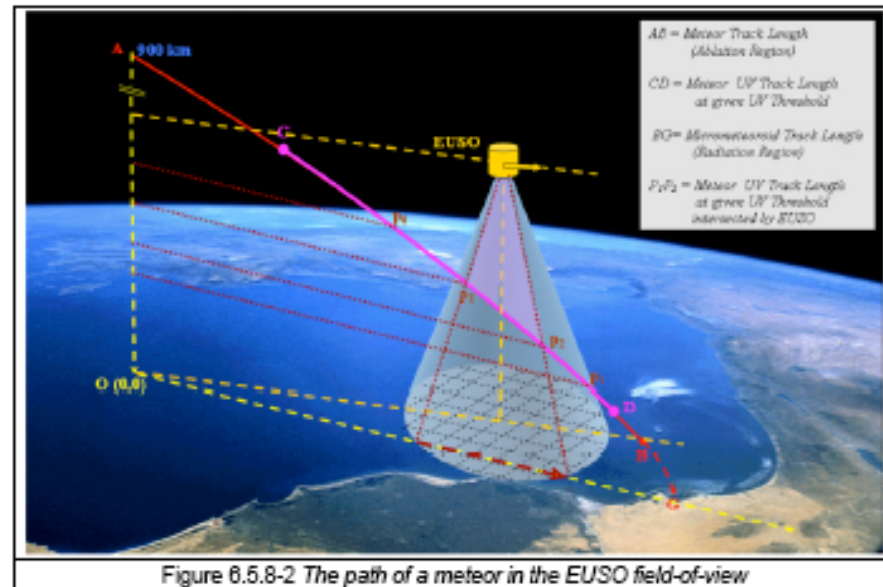 A 900 km
C
EUSO
AB = Meteor Track Length
(Ablation Region)
CD = Meteor UV Track Length
at given UV Threshold
BG= Micrometeoroid Track Length
(Radiation Region)
P₁P₂ = Meteor UV Track Length
at given UV Threshold
intersected by EUSO
P₁
P₂
O (0,0)
D
B
G
Figure 6.5.8-2 The path of a meteor in the EUSO field-of-view